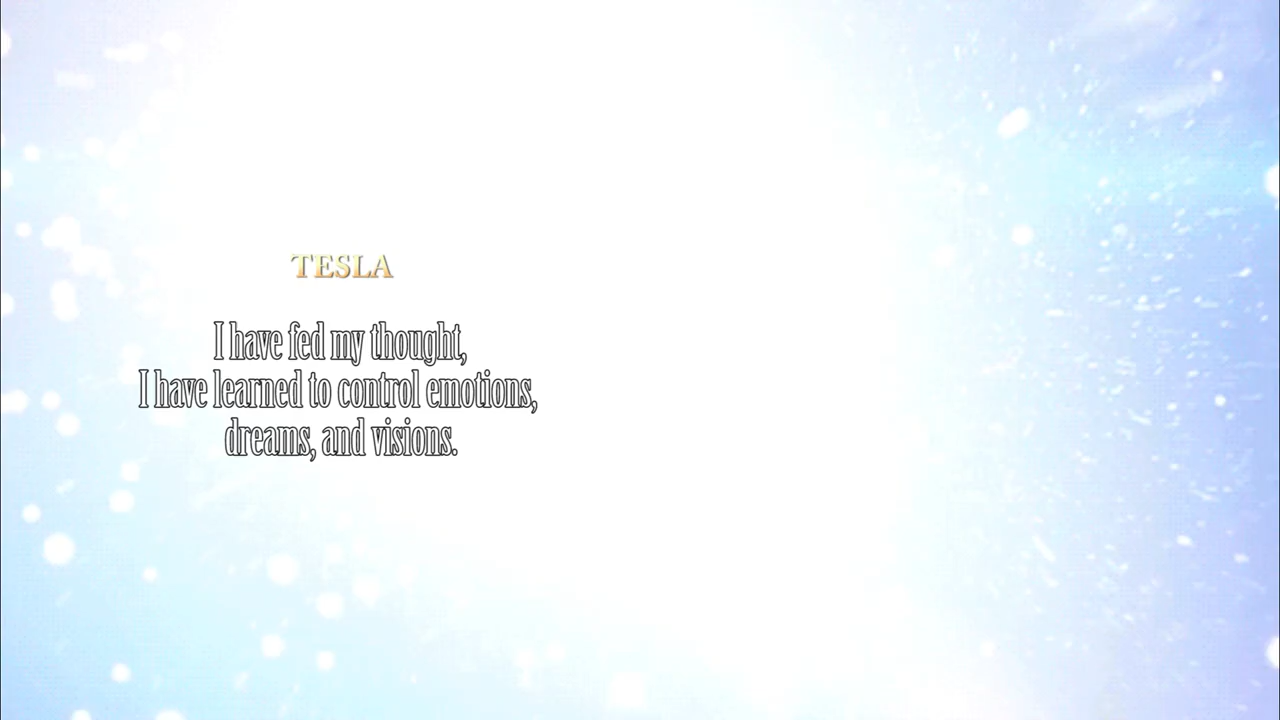 TESLA
I have fed my thought,
I have learned to control emotions,
dreams, and visions.